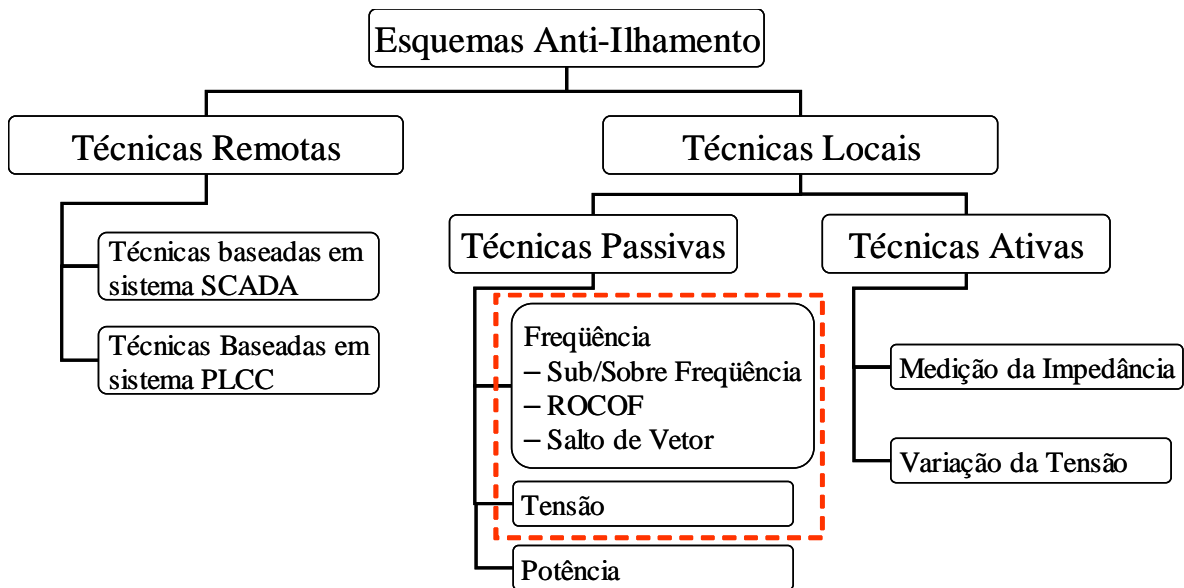 Esquemas Anti-Ilhamento
Técnicas Remotas
Técnicas baseadas em
sistema SCADA
Técnicas Baseadas em
sistema PLCC
Técnicas Locais
Técnicas Passivas
Freqüência
– Sub/Sobre Freqüência
– ROCOF
– Salto de Vetor
Tensão
Potência
Técnicas Ativas
Medição da Impedância
Variação da Tensão